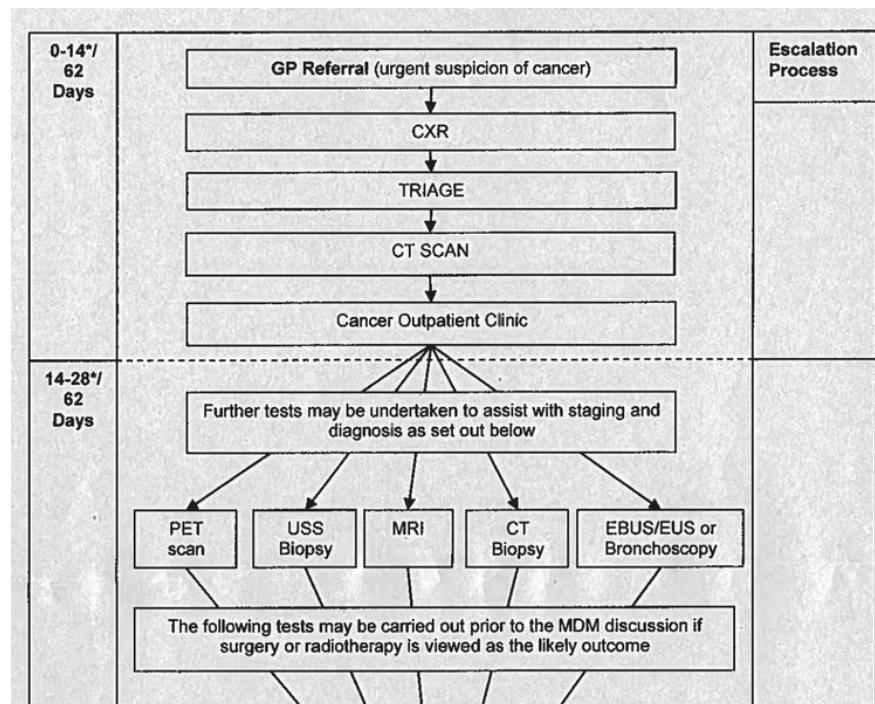 0-14*/
62
Days
GP Referral (urgent suspicion of cancer)
Escalation
Process
CXR
TRIAGE
CT SCAN
Cancer Outpatient Clinic
14-28*/
62
Days
Further tests may be undertaken to assist with staging and
diagnosis as set out below
PET
scan
USS
Biopsy
MRI
CT
Biopsy
EBUS/EUS or
Bronchoscopy
The following tests may be carried out prior to the MDM discussion if
surgery or radiotherapy is viewed as the likely outcome